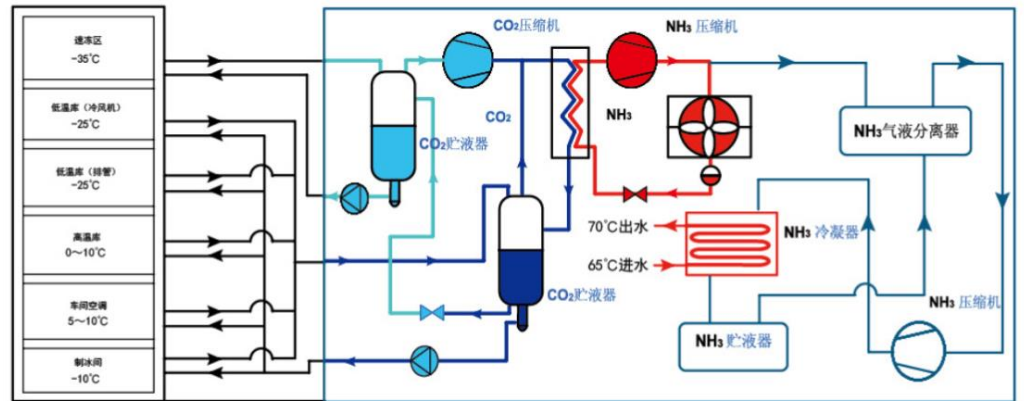 速冻区
-35℃
低温库（冷风机）
-25℃
低温库（排管）
-25℃
高温库
0～10℃
车间空调
5～10℃
制冰间
-10℃
CO₂压缩机
CO₂贮液器
CO₂
CO₂贮液器
NH₃ 压缩机
NH₃
NH₃气液分离器
70℃出水
65℃进水
NH₃ 冷凝器
NH₃ 贮液器
NH₃ 压缩机